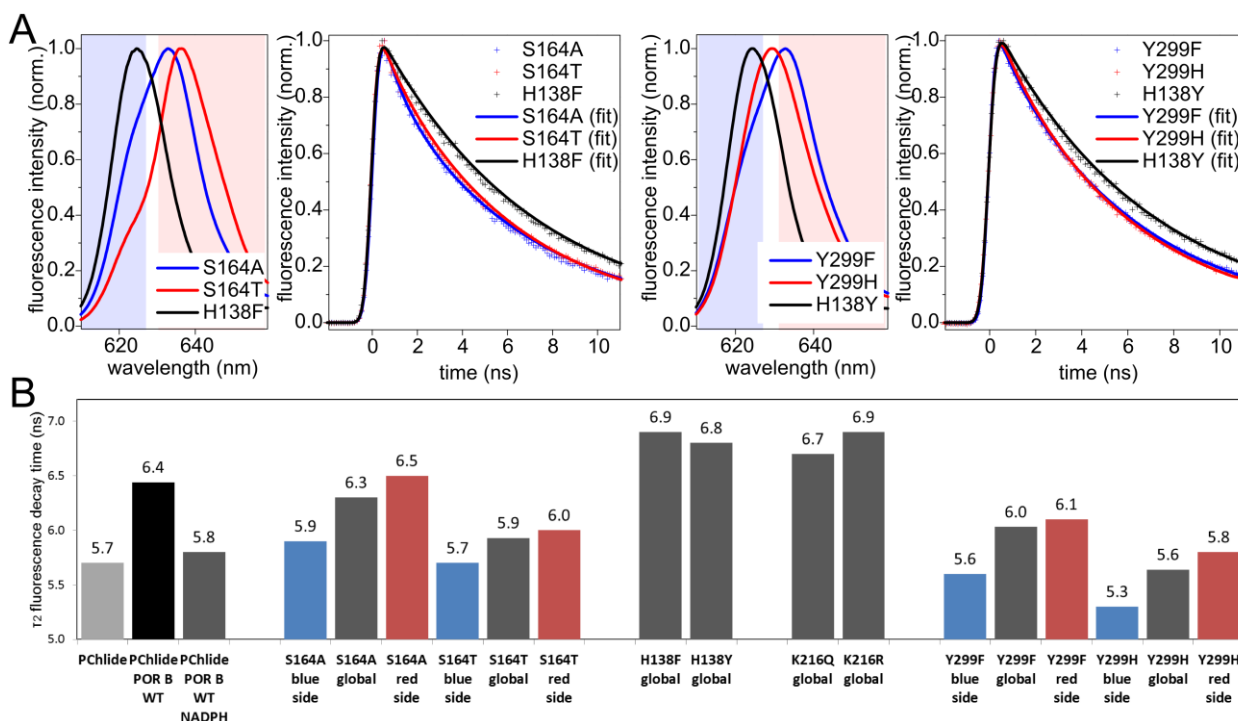 A
fluorescence intensity (norm.)
1.0
0.8
0.6
0.4
0.2
0.0
S164A
S164T
H138F
620
640
wavelength (nm)
fluorescence intensity (norm.)
1.0
0.8
0.6
0.4
0.2
0.0
S164A
S164T
H138F
S164A (fit)
S164T (fit)
H138F (fit)
0
2
4
6
8
10
time (ns)
fluorescence intensity (norm.)
1.0
0.8
0.6
0.4
0.2
0.0
Y299F
Y299H
H138Y
620
640
wavelength (nm)
fluorescence intensity (norm.)
1.0
0.8
0.6
0.4
0.2
0.0
Y299F
Y299H
H138Y
Y299F (fit)
Y299H (fit)
H138Y (fit)
0
2
4
6
8
10
time (ns)
B
T2 fluorescence decay time (ns)
7.0
6.5
6.0
5.5
5.0
5.7
6.4
5.8
5.9
6.3
6.5
5.7
5.9
6.0
6.9
6.8
6.7
6.9
5.6
6.0
6.1
5.3
5.6
5.8
PChlide
PChlide
POR B
WT
PChlide
POR B
WT
NADPH
S164A
blue
side
S164A
global
S164A
red
side
S164T
blue
side
S164T
global
S164T
red
side
H138F
global
H138Y
global
K216Q
global
K216R
global
Y299F
blue
side
Y299F
global
Y299F
red
side
Y299H
blue
side
Y299H
global
Y299H
red
side